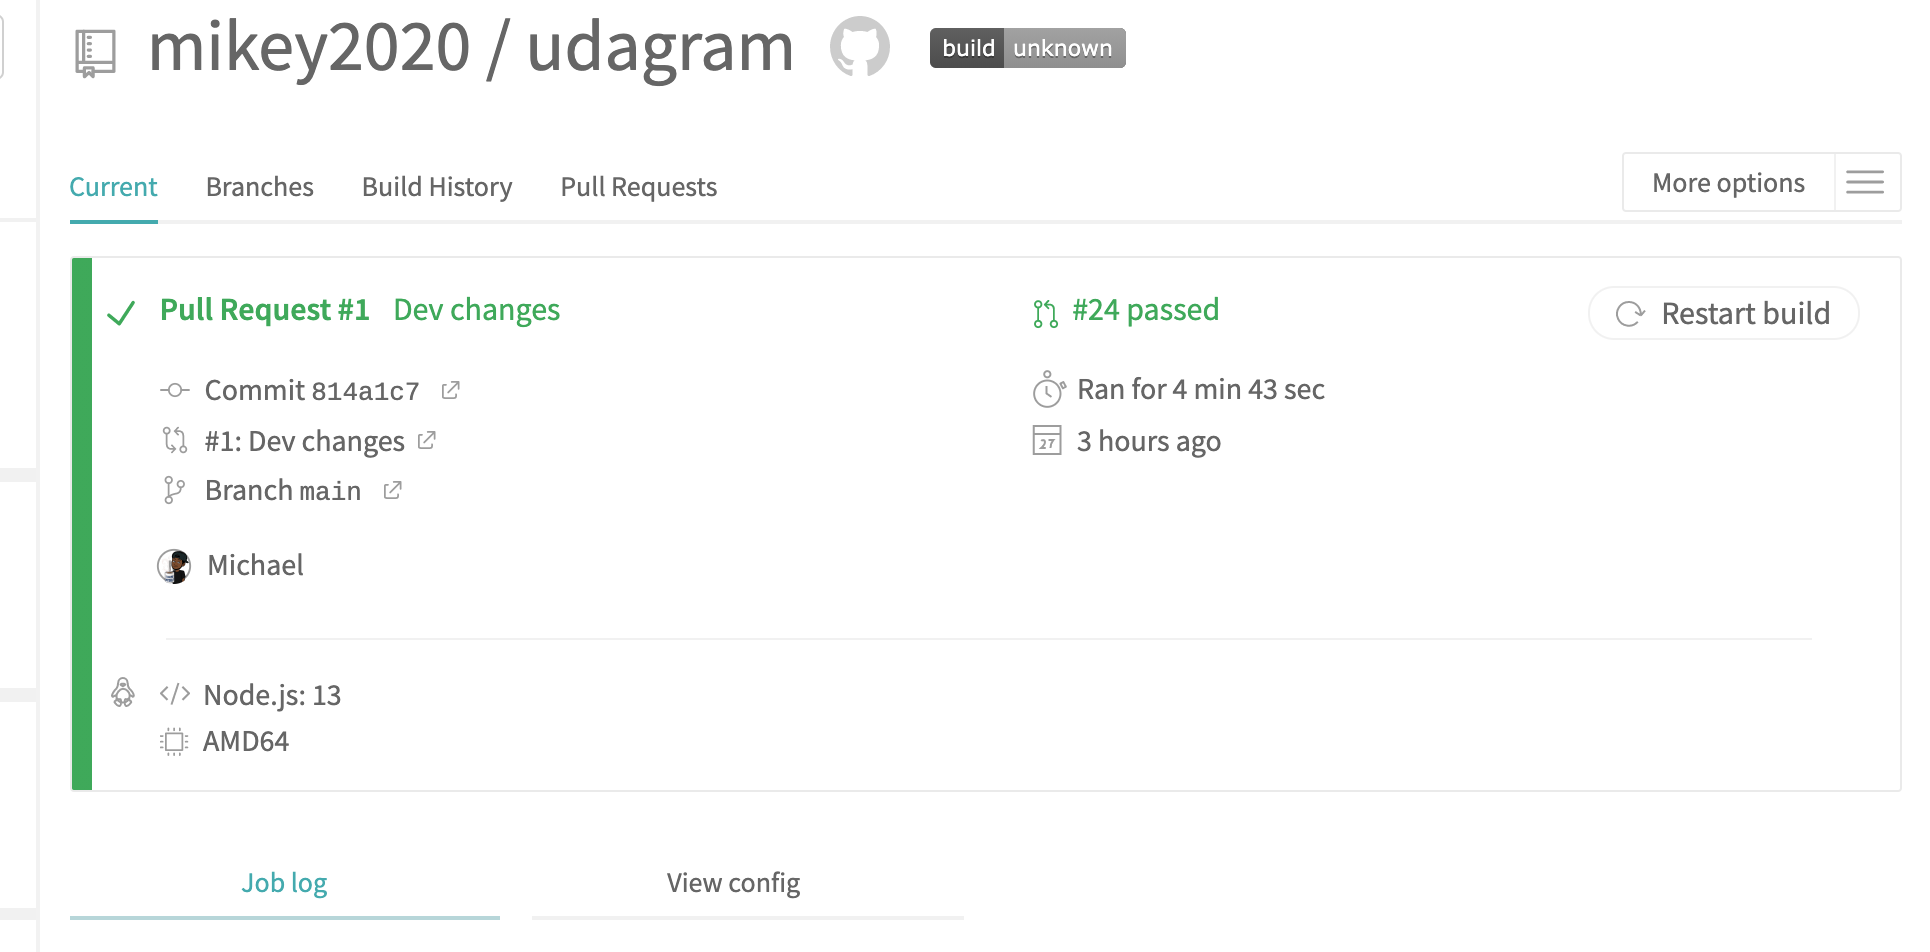 mikey2020 / udagram
build unknown
Current Branches Build History Pull Requests
More options
Pull Request #1 Dev changes
#24 passed
Restart build
Commit 814a1c7
#1: Dev changes
Branch main
Ran for 4 min 43 sec
27 3 hours ago
Michael
</> Node.js: 13
AMD64
Job log
View config